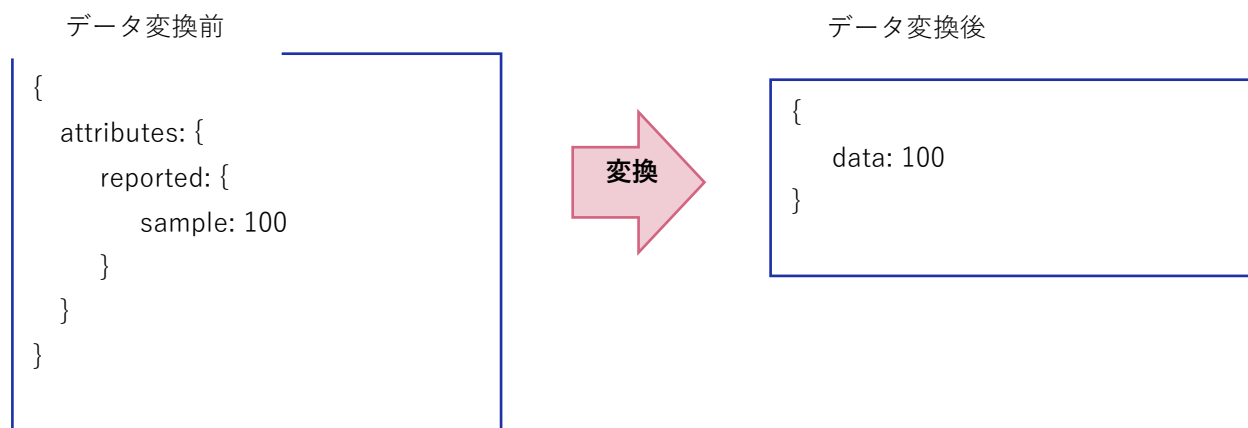 データ変換前
{
attributes: {
reported: {
sample: 100
}
}
}
変換
データ変換後
{
data: 100
}